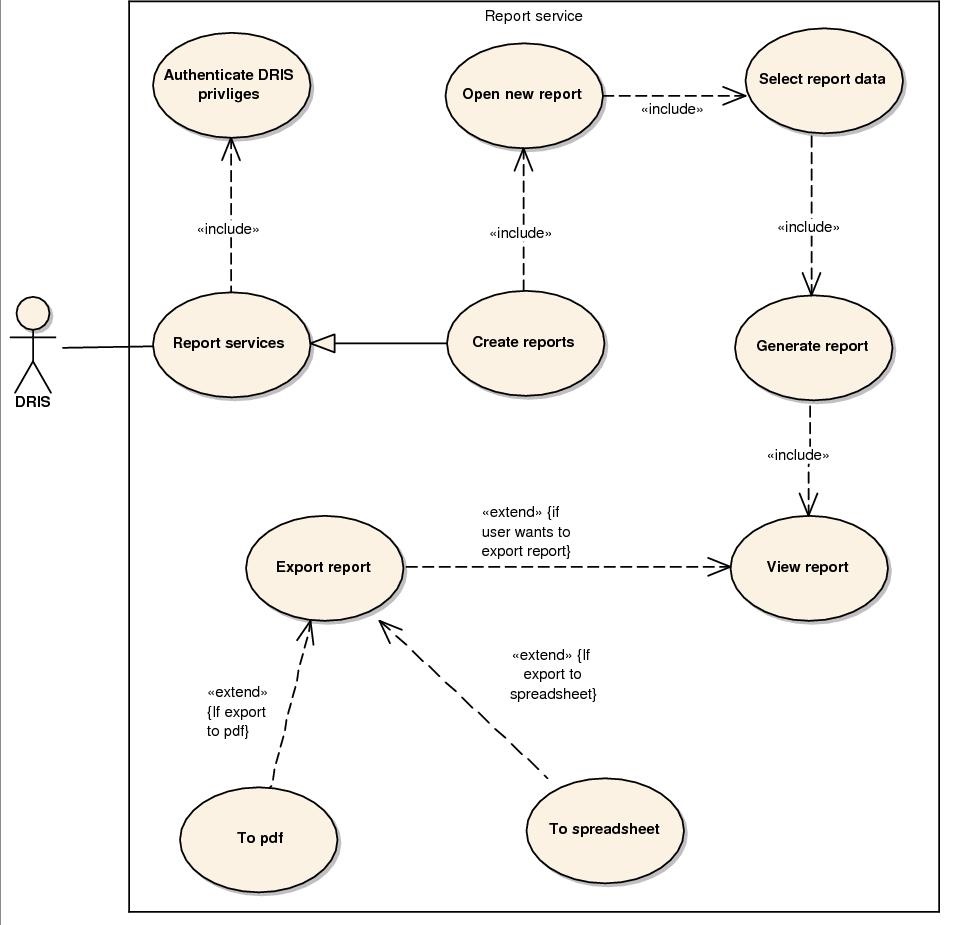 Report service
Authenticate DRIS
privliges
Open new report
Select report data
«include»
«include»
«include»
«include»
Report services
Create reports
Generate report
DRIS
«include»
«extend» {if
user wants to
export report}
Export report
View report
«extend» {If
export to
spreadsheet}
«extend»
{If export
to pdf}
To pdf
To spreadsheet